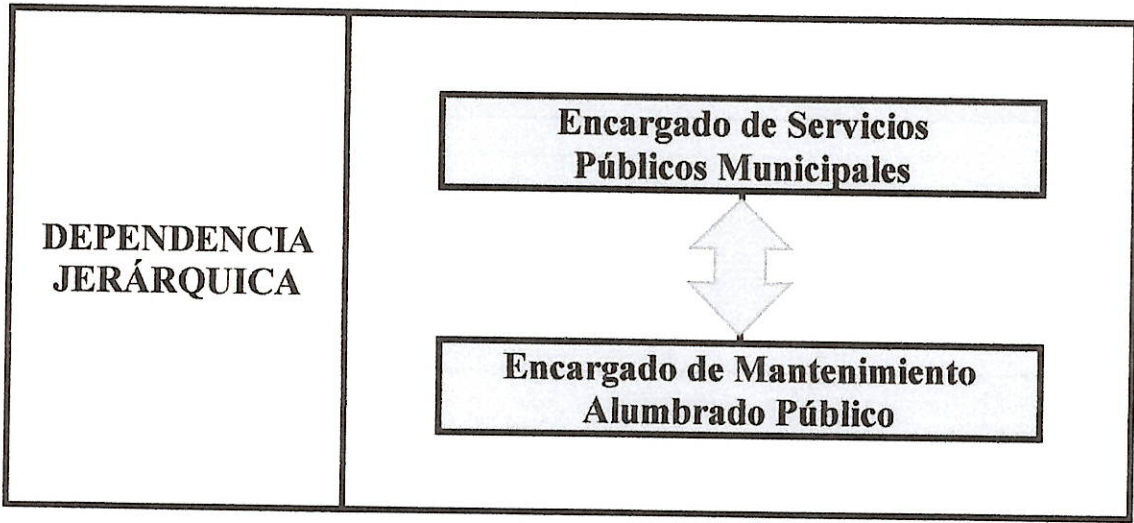 DEPENDENCIA
JERÁRQUICA
Encargado de Servicios
Públicos Municipales
Encargado de Mantenimiento
Alumbrado Público